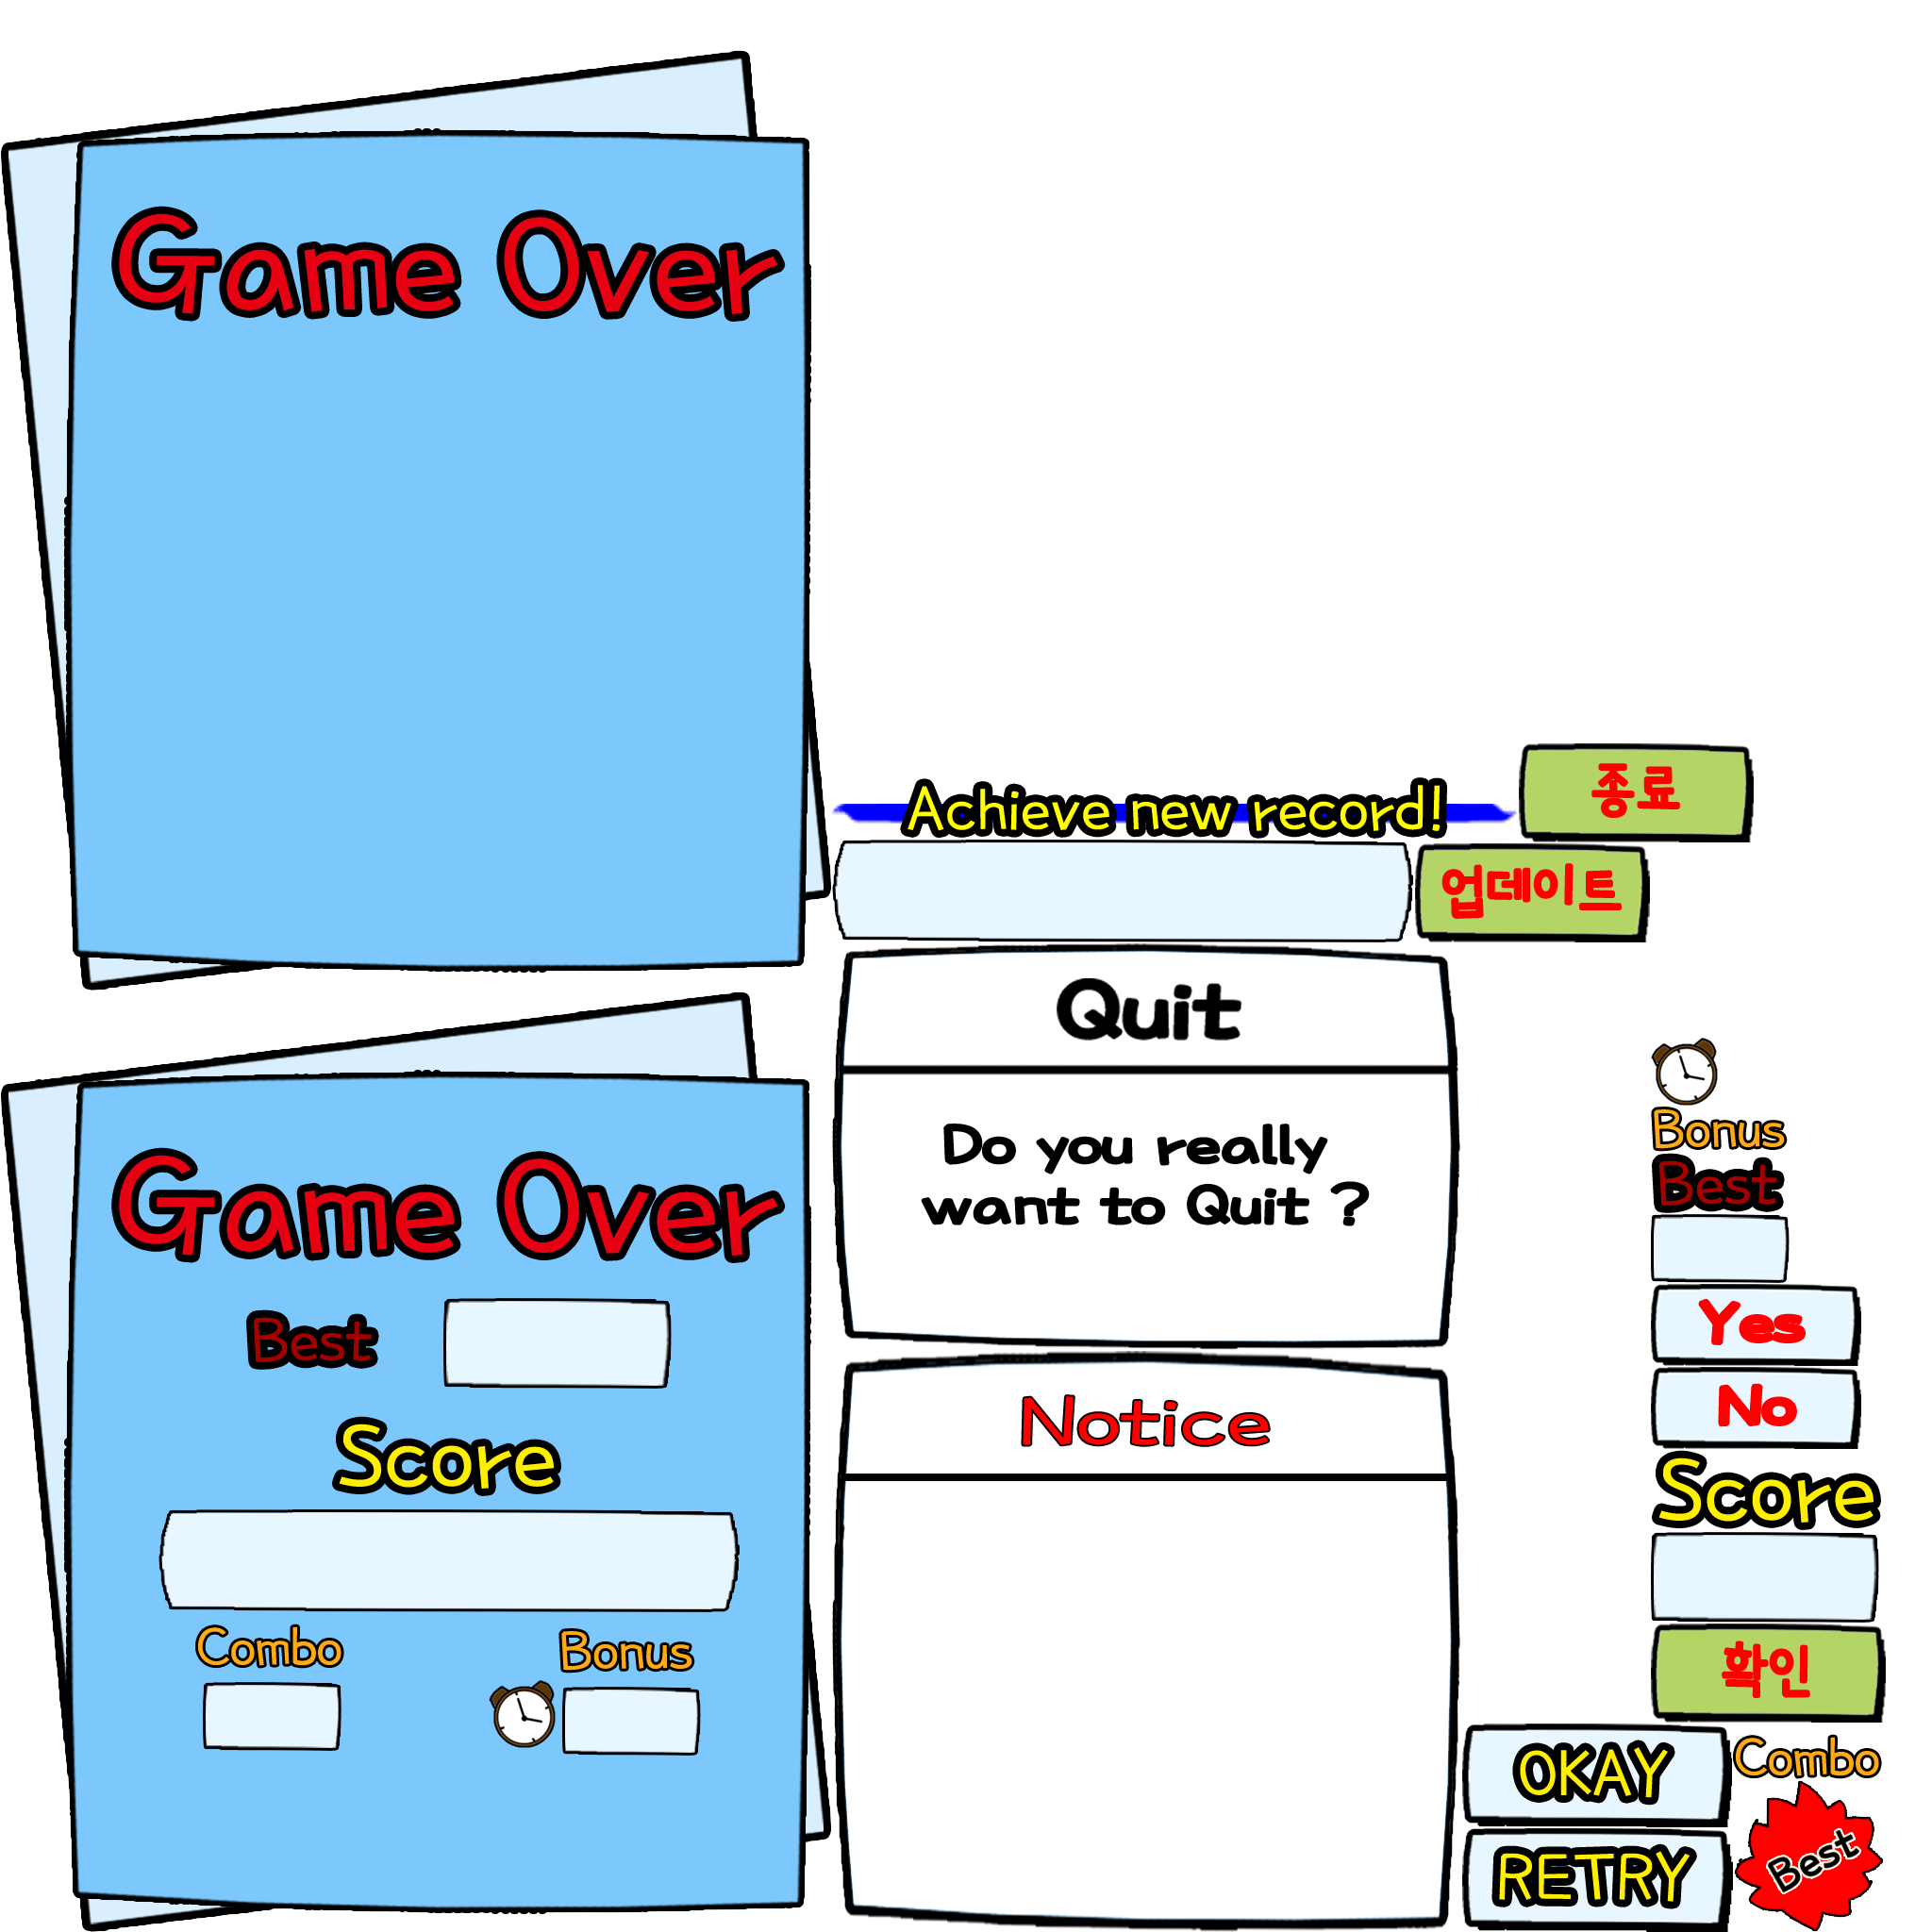 Game Over
Achieve new record!
종료
업데이트
Quit
Do you really
want to Quit ?
Bonus
Best
Yes
No
Score
확인
Combo
Best
OKAY
RETRY
Notice
Game Over
Best
Score
Combo
Bonus